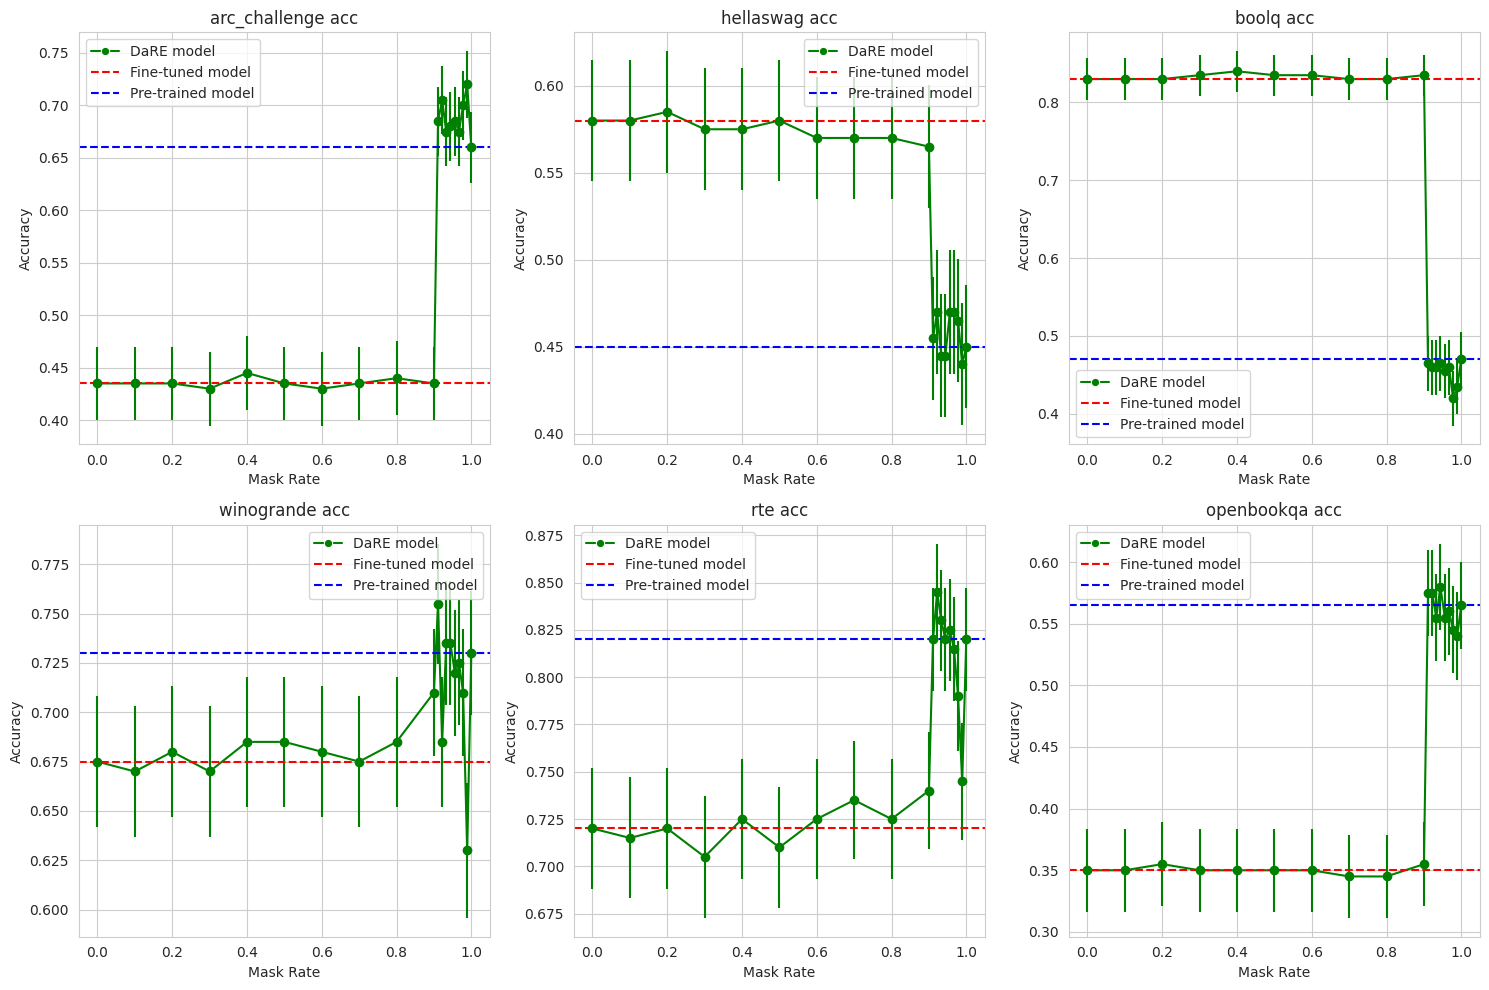 arc_challenge acc
0.75
0.70
0.65
0.60
0.55
0.50
0.45
0.40
Accuracy
DaRE model
Fine-tuned model
Pre-trained model
0.0 0.2 0.4 0.6 0.8 1.0
Mask Rate
hellaswag acc
0.60
0.55
0.50
0.45
0.40
Accuracy
DaRE model
Fine-tuned model
Pre-trained model
0.0 0.2 0.4 0.6 0.8 1.0
Mask Rate
boolq acc
0.8
0.7
0.6
0.5
0.4
Accuracy
DaRE model
Fine-tuned model
Pre-trained model
0.0 0.2 0.4 0.6 0.8 1.0
Mask Rate
winogrande acc
0.775
0.750
0.725
0.700
0.675
0.650
0.625
0.600
Accuracy
DaRE model
Fine-tuned model
Pre-trained model
0.0 0.2 0.4 0.6 0.8 1.0
Mask Rate
rte acc
0.875
0.850
0.825
0.800
0.775
0.750
0.725
0.700
0.675
Accuracy
DaRE model
Fine-tuned model
Pre-trained model
0.0 0.2 0.4 0.6 0.8 1.0
Mask Rate
openbookqa acc
0.60
0.55
0.50
0.45
0.40
0.35
0.30
Accuracy
DaRE model
Fine-tuned model
Pre-trained model
0.0 0.2 0.4 0.6 0.8 1.0
Mask Rate